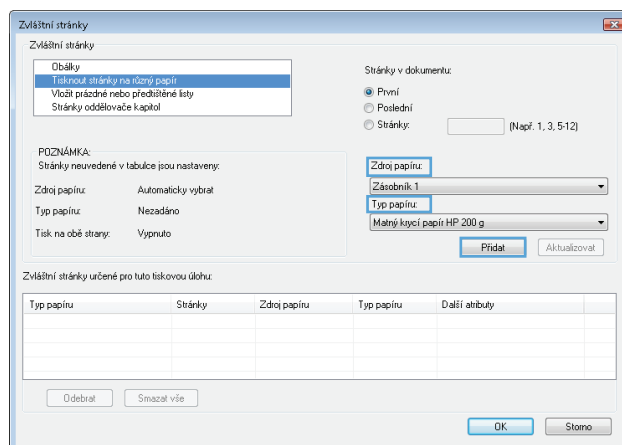 Zvláštní stránky
Zvláštní stránky
Obálky
Tisknout stránky na různý papír
Vložit prázdné nebo předtištěné listy
Stránky oddělovače kapitol
Stránky v dokumentu:
První
Poslední
Stránky:
(Např. 1, 3, 5-12)
POZNÁMKA:
Stránky neuvedené v tabulce jsou nastaveny:
Zdroj papíru: Automaticky vybrat
Typ papíru: Nezadáno
Tisk na obě strany: Vypnuto
Zdroj papíru:
Zásobník 1
Typ papíru:
Matný krycí papír HP 200 g
Přidat Aktualizovat
Zvláštní stránky určené pro tuto tiskovou úlohu:
Typ papíru Stránky Zdroj papíru Typ papíru Další atributy
Odebrat Smazat vše
OK Storno